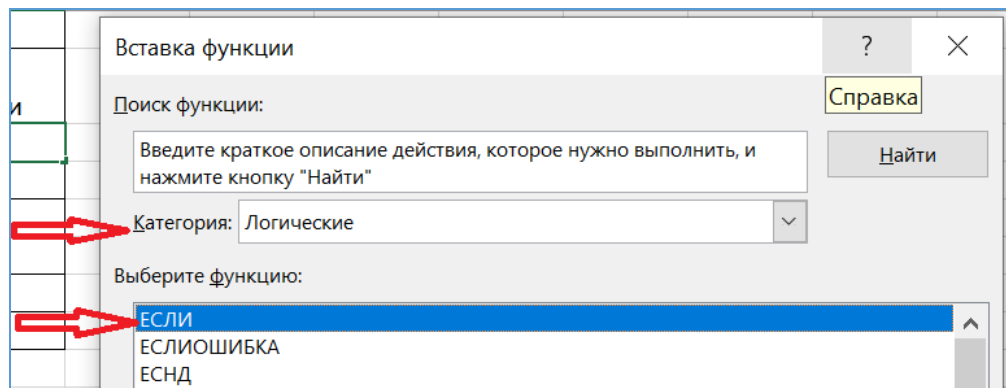 Вставка функции
?
Справка
Поиск функции:
и
Введите краткое описание действия, которое нужно выполнить, и
нажмите кнопку "Найти"
Найти
Категория: Логические
Выберите функцию:
ЕСЛИ
ЕСЛИОШИБКА
ЕСНД